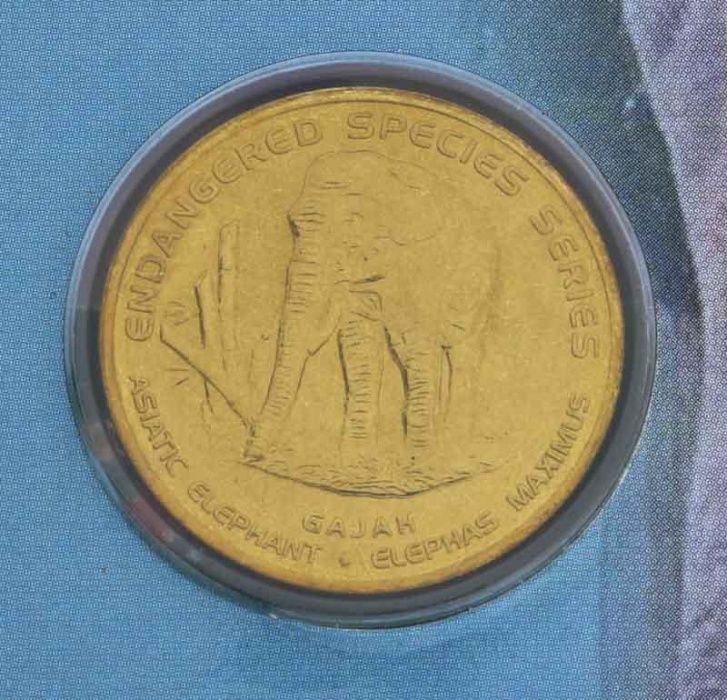 ENDANGERED SPECIES SERIES
GAJAH
ASIATIC ELEPHANT • ELEPHAS MAXIMUS